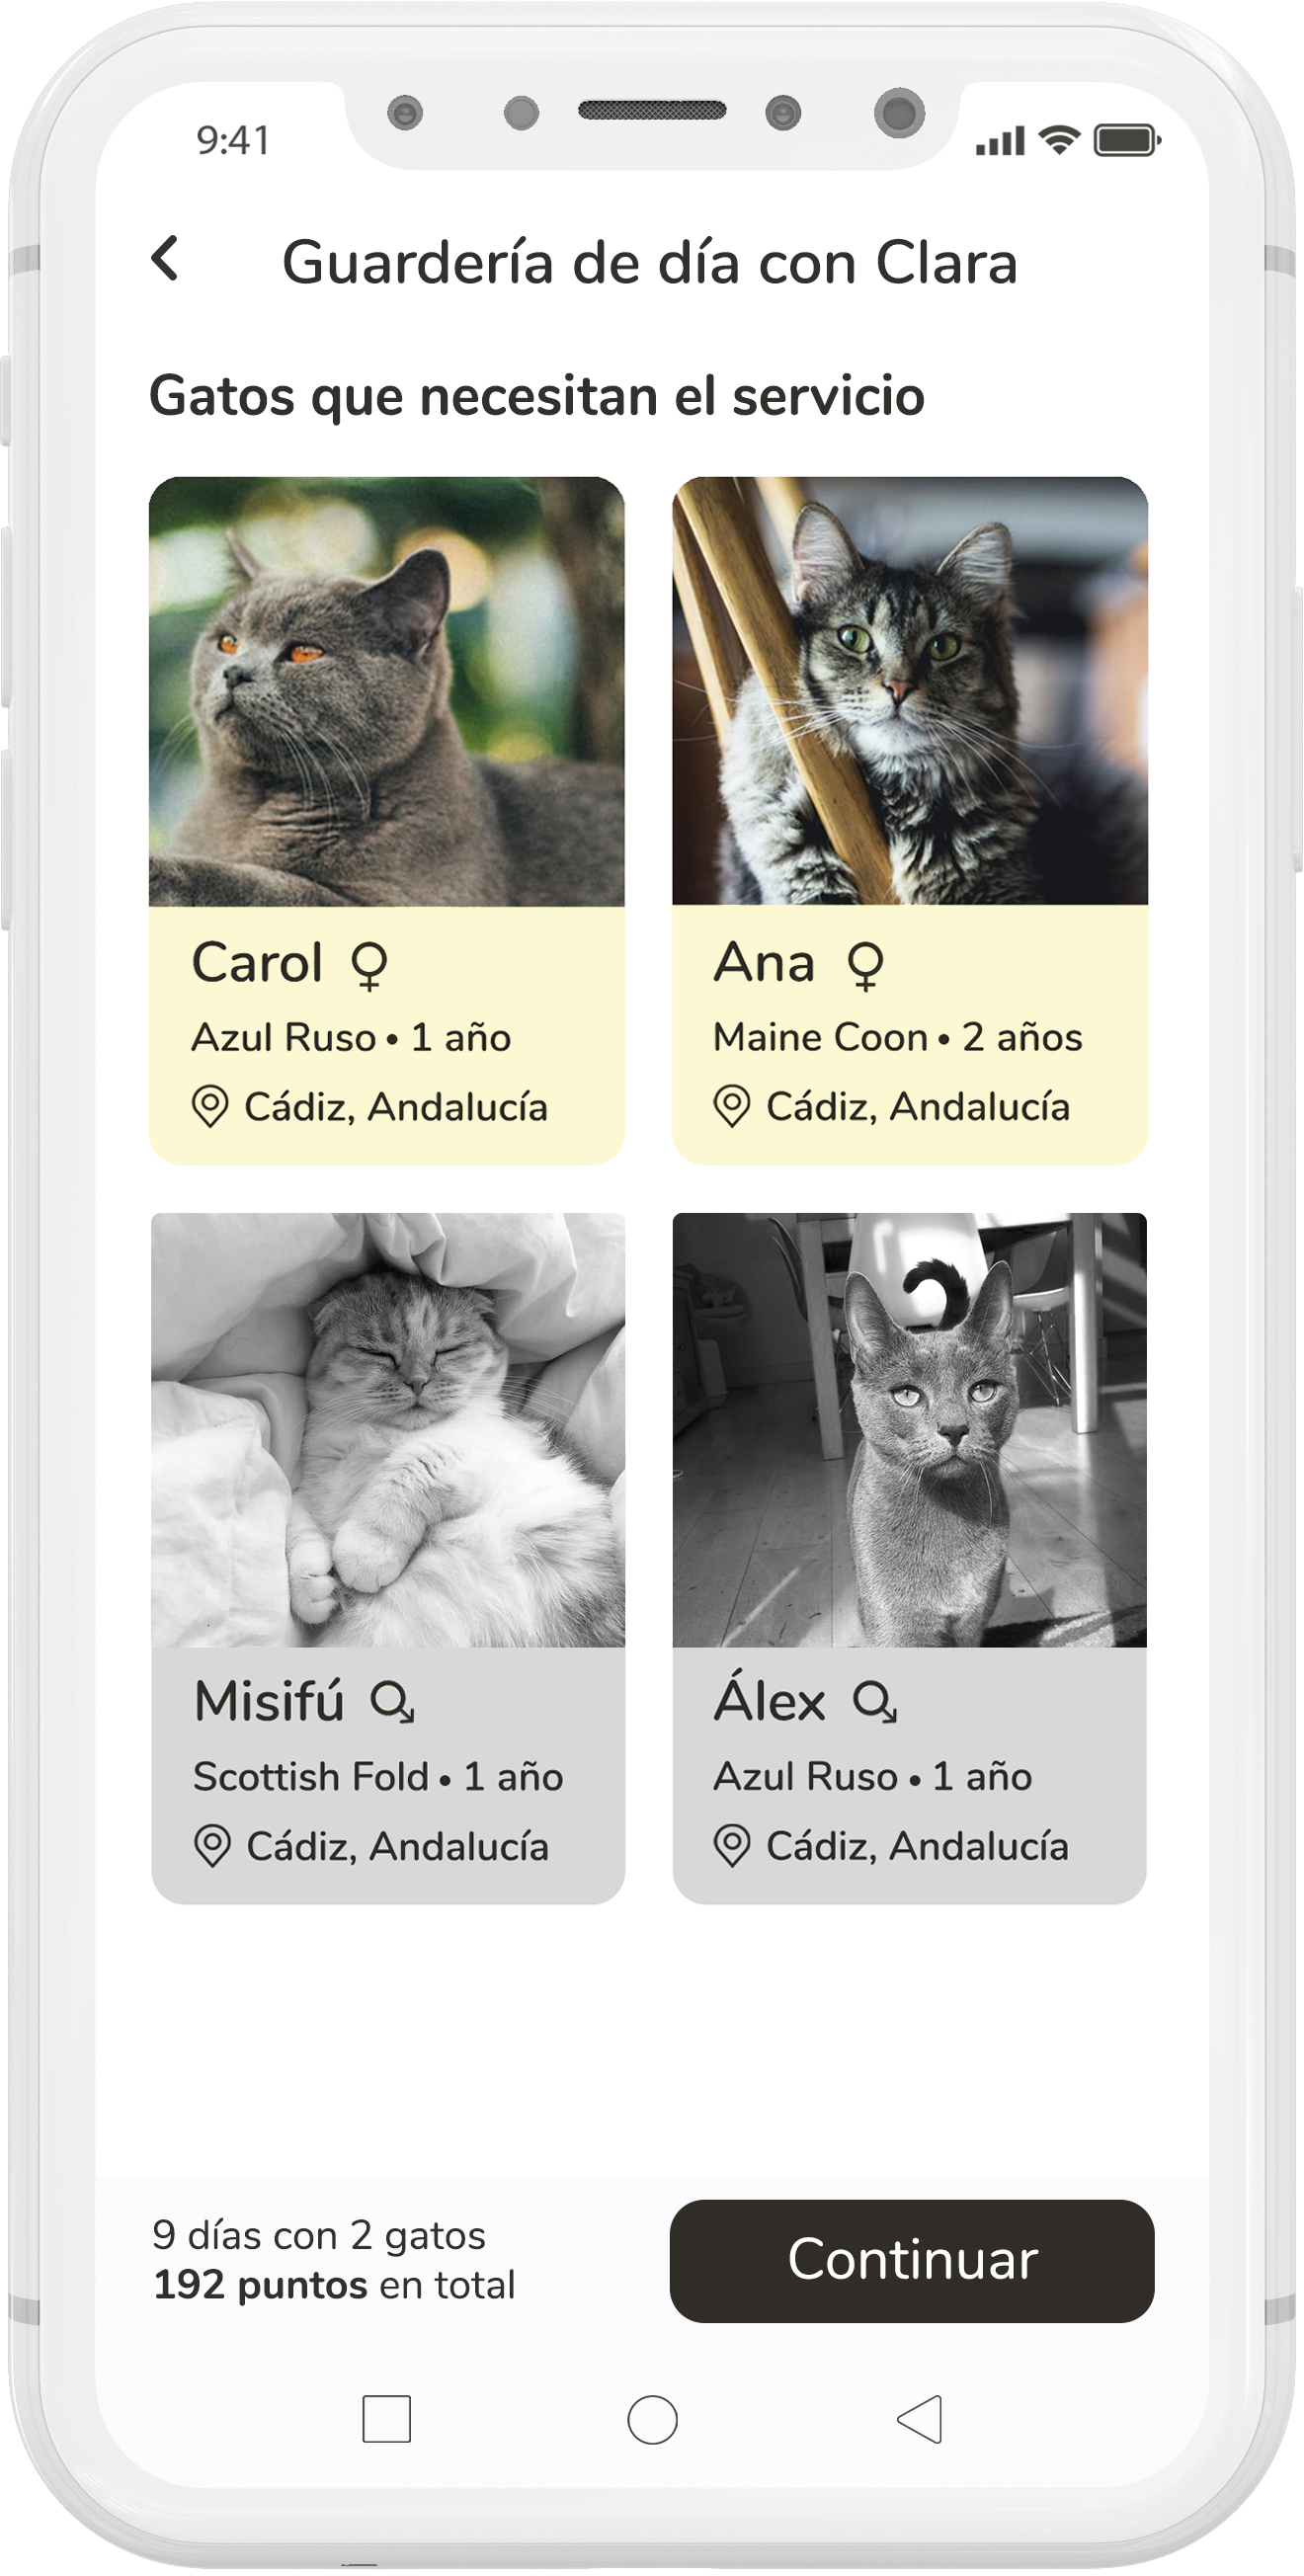 9:41
Guardería de día con Clara
Gatos que necesitan el servicio
Carol
Azul Ruso • 1 año
Cádiz, Andalucía
Ana
Maine Coon • 2 años
Cádiz, Andalucía
Misifú
Scottish Fold • 1 año
Cádiz, Andalucía
Álex
Azul Ruso • 1 año
Cádiz, Andalucía
9 días con 2 gatos
192 puntos en total
Continuar